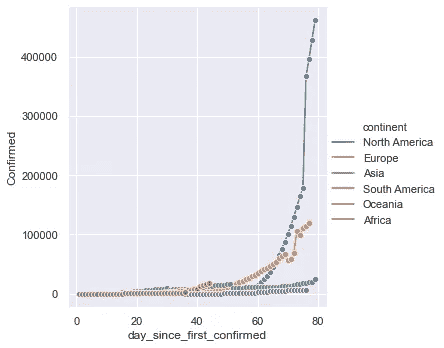 400000
300000
200000
100000
0
Confirmed
0
20
40
60
80
day_since_first_confirmed
continent
North America
Europe
Asia
South America
Oceania
Africa